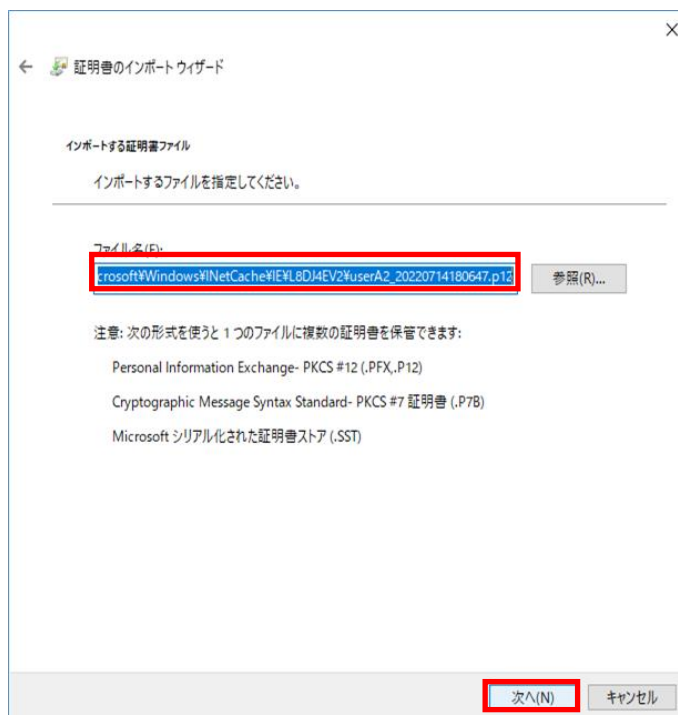 証明書のインポート ウィザード
インポートする証明書ファイル
インポートするファイルを指定してください。
ファイル名(F):
crosoft¥Windows¥INetCache¥IE¥L8DJ4EV2¥userA2_20220714180647.p12
参照(R)...
注意: 次の形式を使うと 1 つのファイルに複数の証明書を保管できます:
Personal Information Exchange- PKCS #12 (.PFX,.P12)
Cryptographic Message Syntax Standard- PKCS #7 証明書 (.P7B)
Microsoft シリアル化された証明書ストア (.SST)
次へ(N)
キャンセル